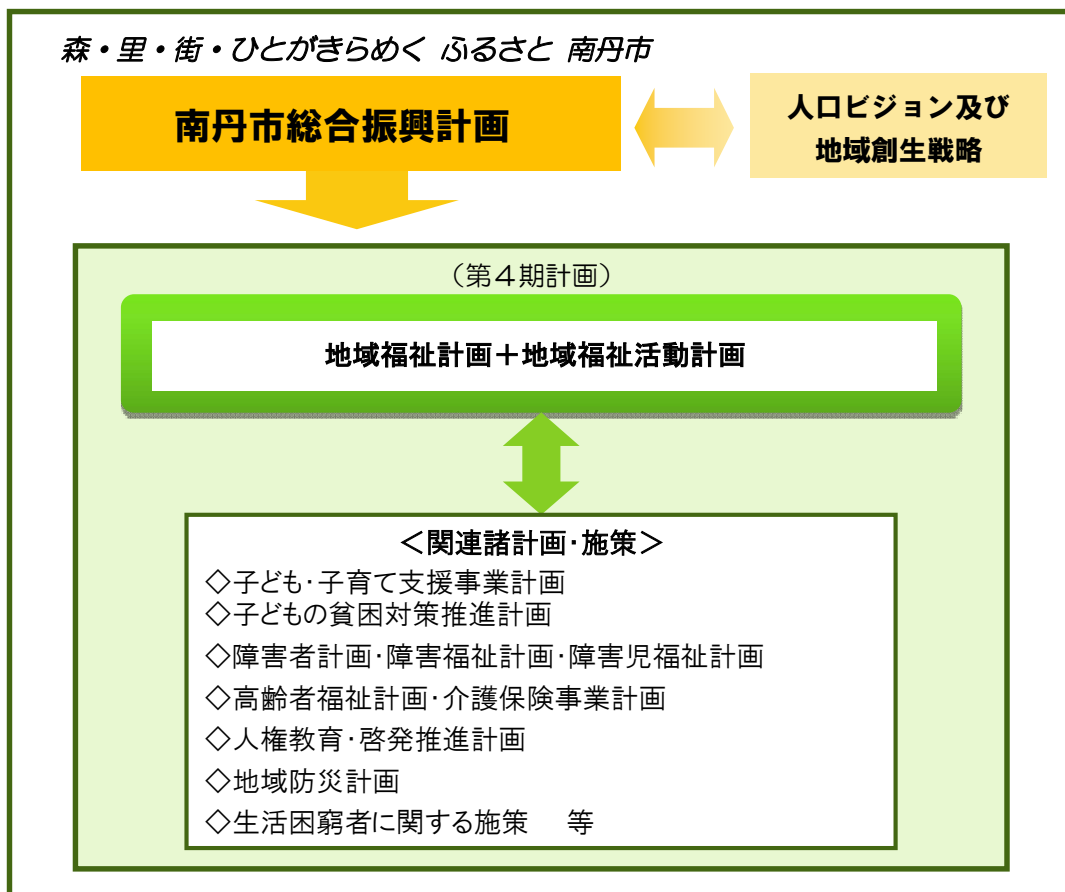 森・里・街・ひとがきらめく ふるさと 南丹市
南丹市総合振興計画
人口ビジョン及び
地域創生戦略
（第４期計画）
地域福祉計画＋地域福祉活動計画
＜関連諸計画・施策＞
◇子ども・子育て支援事業計画
◇子どもの貧困対策推進計画
◇障害者計画・障害福祉計画・障害児福祉計画
◇高齢者福祉計画・介護保険事業計画
◇人権教育・啓発推進計画
◇地域防災計画
◇生活困窮者に関する施策　等